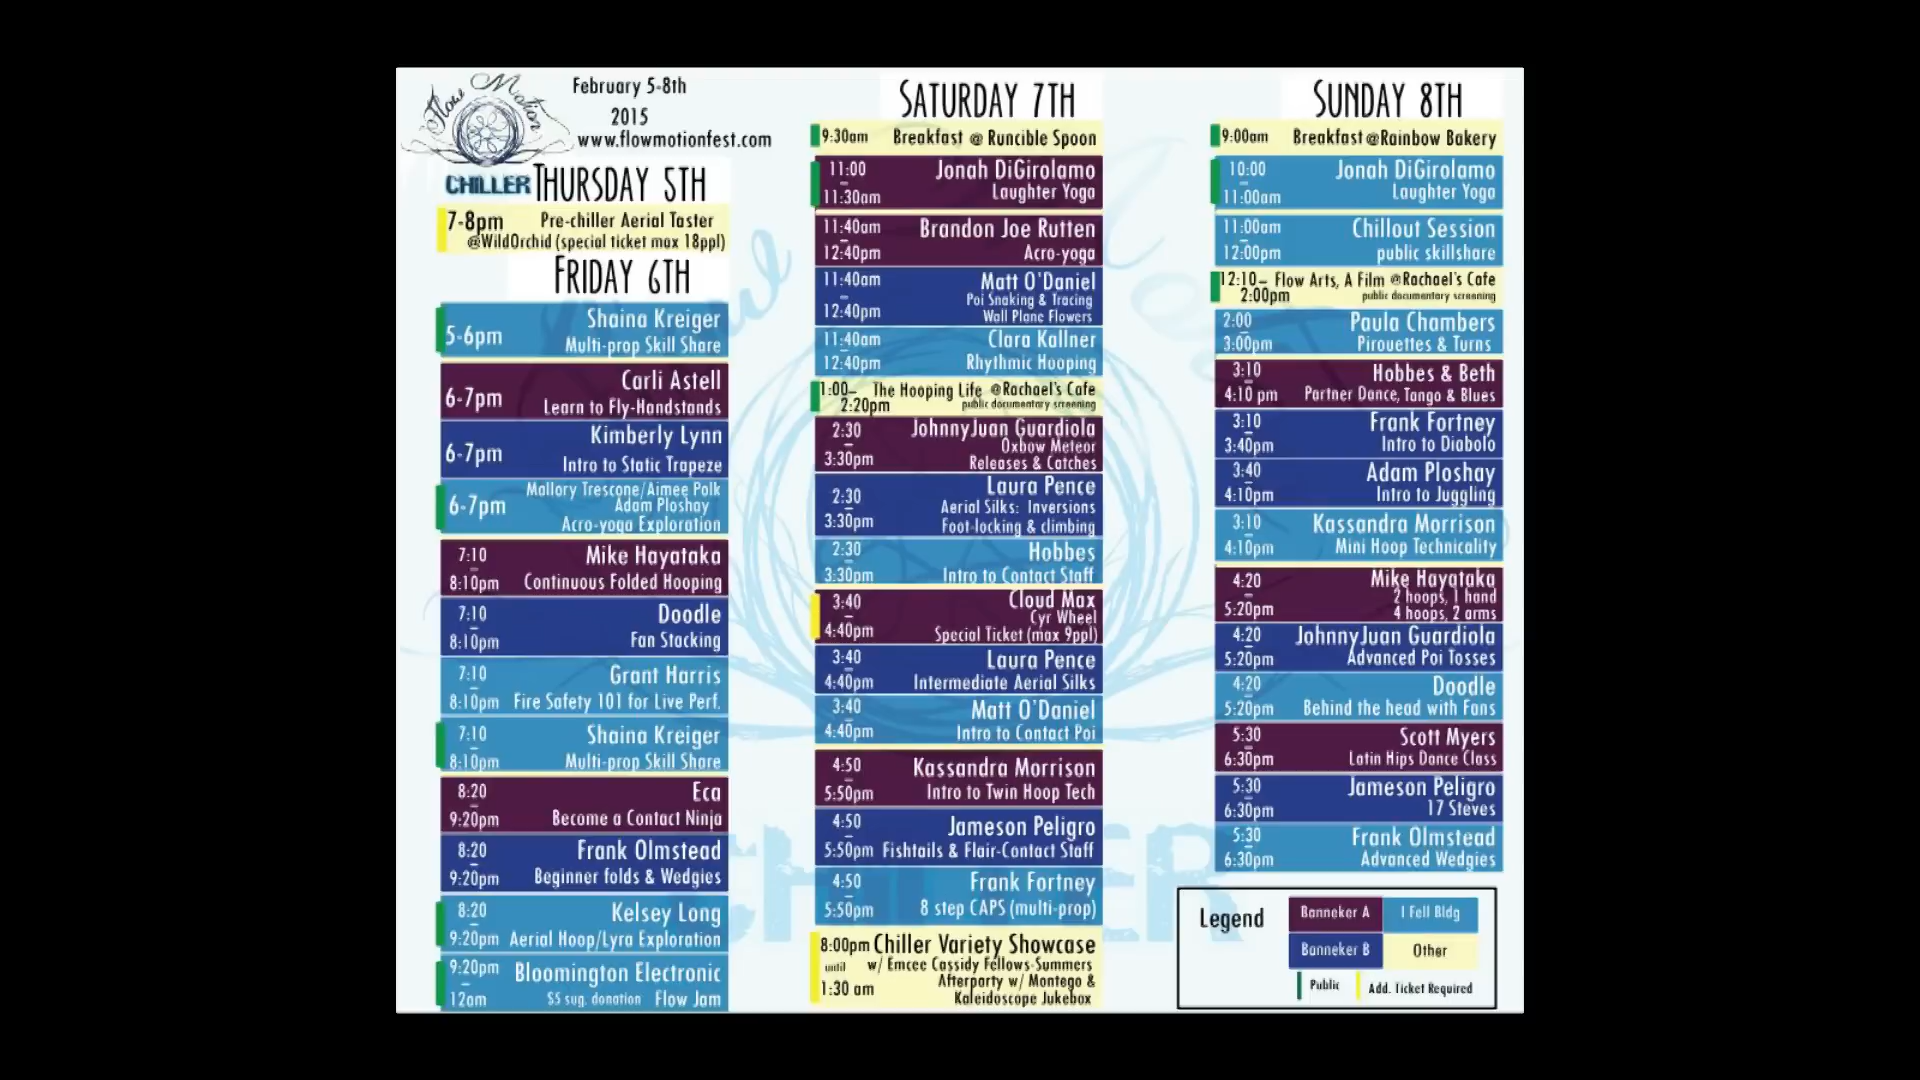 Flow Motion
CHILLER
February 5-8th
2015
www.flowmotionfest.com
THURSDAY 5TH
7-8pm Pre-chiller Aerial Taster
@WildOrchid (special ticket max 18ppl)
FRIDAY 6TH
5-6pm Shaina Kreiger
Multi-prop Skill Share
6-7pm Carli Astell
Learn to Fly-Handstands
6-7pm Kimberly Lynn
Intro to Static Trapeze
6-7pm Mallory Trescone/Aimee Polk
Adam Ploshay
Acro-yoga Exploration
7:10 – 8:10pm Mike Hayataka
Continuous Folded Hooping
7:10 – 8:10pm Doodle
Fan Stacking
7:10 – 8:10pm Grant Harris
Fire Safety 101 for Live Perf.
7:10 – 8:10pm Shaina Kreiger
Multi-prop Skill Share
8:20 – 9:20pm Eca
Become a Contact Ninja
8:20 – 9:20pm Frank Olmstead
Beginner folds & Wedgies
8:20 – 9:20pm Kelsey Long
Aerial Hoop/Lyra Exploration
9:20pm – 12am Bloomington Electronic
$5 sug. donation Flow Jam
SATURDAY 7TH
9:30am Breakfast @ Runcible Spoon
11:00 – 11:30am Jonah DiGirolamo
Laughter Yoga
11:40am – 12:40pm Brandon Joe Rutten
Acro-yoga
11:40am – 12:40pm Matt O'Daniel
Poi Snaking & Tracing
Wall Plane Flowers
11:40am – 12:40pm Clara Kallner
Rhythmic Hooping
1:00– 2:20pm The Hooping Life @Rachael's Cafe
public documentary screening
2:30 – 3:30pm JohnnyJuan Guardiola
Oxbow Meteor
Releases & Catches
2:30 – 3:30pm Laura Pence
Aerial Silks: Inversions
Foot-locking & climbing
2:30 – 3:30pm Hobbes
Intro to Contact Staff
3:40 – 4:40pm Cloud Max
Cyr Wheel
Special Ticket (max 9ppl)
3:40 – 4:40pm Laura Pence
Intermediate Aerial Silks
3:40 – 4:40pm Matt O'Daniel
Intro to Contact Poi
4:50 – 5:50pm Kassandra Morrison
Intro to Twin Hoop Tech
4:50 – 5:50pm Jameson Peligro
Fishtails & Flair-Contact Staff
4:50 – 5:50pm Frank Fortney
8 step CAPS (multi-prop)
8:00pm until 1:30 am Chiller Variety Showcase
w/ Emcee Cassidy Fellows-Summers
Afterparty w/ Montego &
Kaleidoscope Jukebox
SUNDAY 8TH
9:00am Breakfast @Rainbow Bakery
10:00 – 11:00am Jonah DiGirolamo
Laughter Yoga
11:00am – 12:00pm Chillout Session
public skillshare
12:10– 2:00pm Flow Arts, A Film @Rachael's Cafe
public documentary screening
2:00 – 3:00pm Paula Chambers
Pirouettes & Turns
3:10 – 4:10 pm Hobbes & Beth
Partner Dance, Tango & Blues
3:10 – 3:40pm Frank Fortney
Intro to Diabolo
3:40 – 4:10pm Adam Ploshay
Intro to Juggling
3:10 – 4:10pm Kassandra Morrison
Mini Hoop Technicality
4:20 – 5:20pm Mike Hayataka
2 hoops, 1 hand
4 hoops, 2 arms
4:20 – 5:20pm JohnnyJuan Guardiola
Advanced Poi Tosses
4:20 – 5:20pm Doodle
Behind the head with Fans
5:30 – 6:30pm Scott Myers
Latin Hips Dance Class
5:30 – 6:30pm Jameson Peligro
17 Steves
5:30 – 6:30pm Frank Olmstead
Advanced Wedgies
Legend
Banneker A
I Fell Bldg
Banneker B
Other
Public
Add. Ticket Required
CHILLER